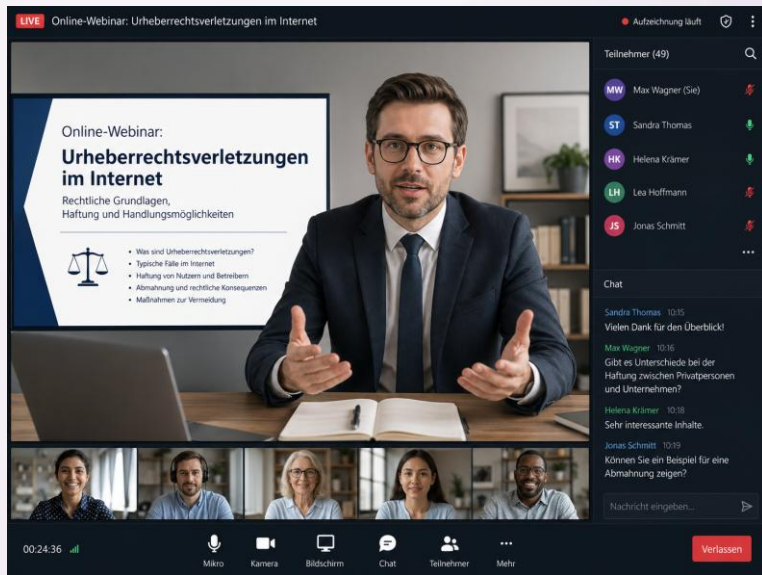 LIVE Online-Webinar: Urheberrechtsverletzungen im Internet
Aufzeichnung läuft
Online-Webinar:
Urheberrechtsverletzungen
im Internet
Rechtliche Grundlagen,
Haftung und Handlungsmöglichkeiten
• Was sind Urheberrechtsverletzungen?
• Typische Fälle im Internet
• Haftung von Nutzern und Betreibern
• Abmahnung und rechtliche Konsequenzen
• Maßnahmen zur Vermeidung
Teilnehmer (49)
MW Max Wagner (Sie)
ST Sandra Thomas
HK Helena Krämer
LH Lea Hoffmann
JS Jonas Schmitt
Chat
Sandra Thomas 10:15
Vielen Dank für den Überblick!
Max Wagner 10:16
Gibt es Unterschiede bei der
Haftung zwischen Privatpersonen
und Unternehmen?
Helena Krämer 10:18
Sehr interessante Inhalte.
Jonas Schmitt 10:19
Können Sie ein Beispiel für eine
Abmahnung zeigen?
Nachricht eingeben...
00:24:36
Mikro
Kamera
Bildschirm
Chat
Teilnehmer
Mehr
Verlassen